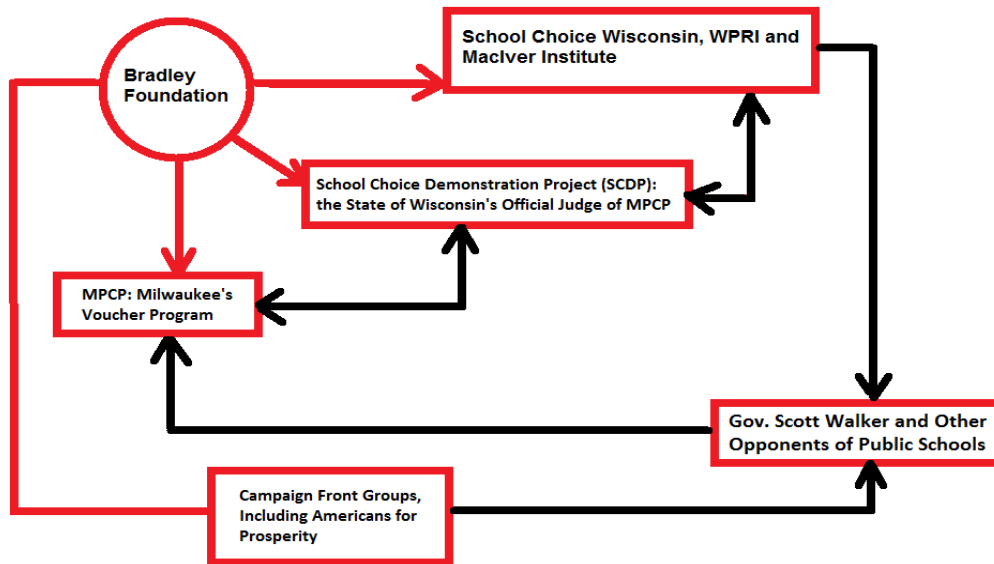 Bradley
Foundation
School Choice Wisconsin, WPRI and
MacIver Institute
School Choice Demonstration Project (SCDP):
the State of Wisconsin's Official Judge of MPCP
MPCP: Milwaukee's
Voucher Program
Gov. Scott Walker and Other
Opponents of Public Schools
Campaign Front Groups,
Including Americans for
Prosperity